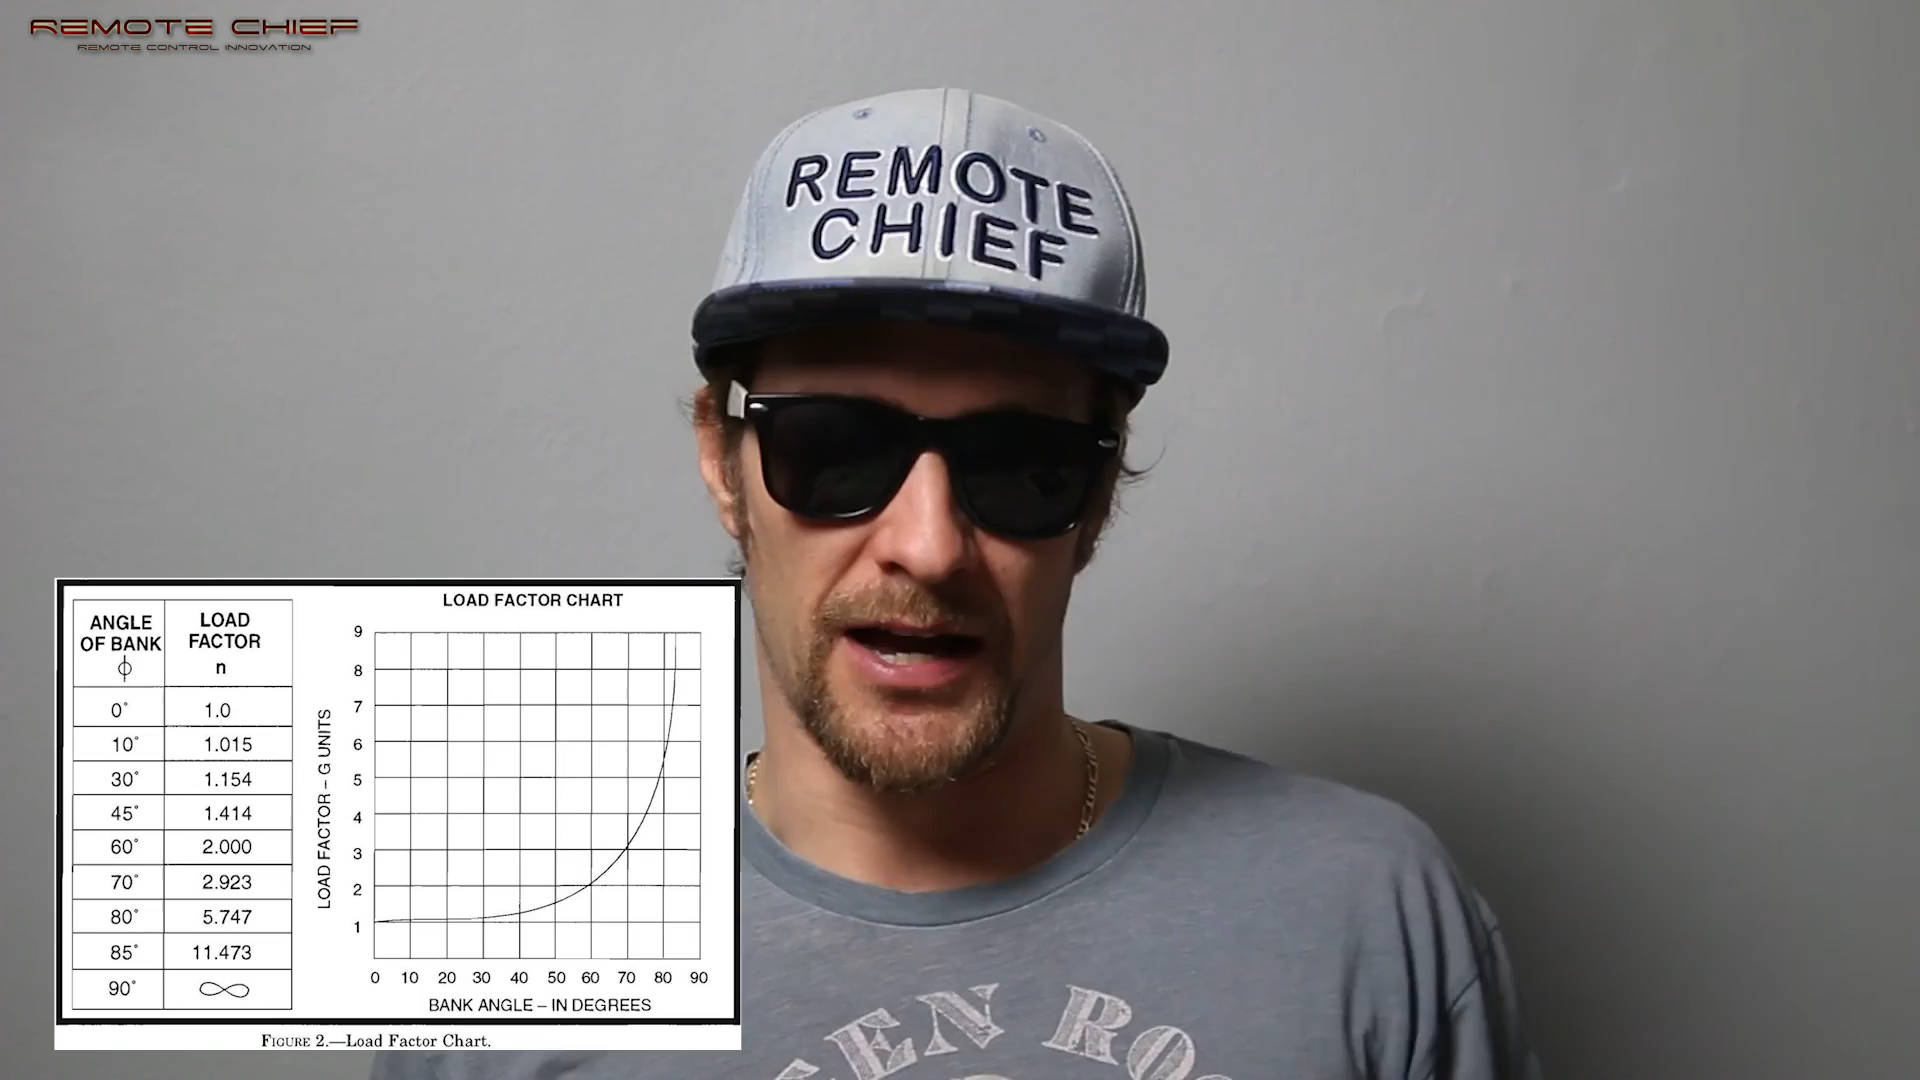 REMOTE CHIEF
REMOTE CONTROL INNOVATION
REMOTE
CHIEF
ANGLE
OF BANK
ϕ
LOAD
FACTOR
n
0° 1.0
10° 1.015
30° 1.154
45° 1.414
60° 2.000
70° 2.923
80° 5.747
85° 11.473
90° ∞
LOAD FACTOR CHART
LOAD FACTOR – G UNITS
9
8
7
6
5
4
3
2
1
0 10 20 30 40 50 60 70 80 90
BANK ANGLE – IN DEGREES
FIGURE 2.—Load Factor Chart.